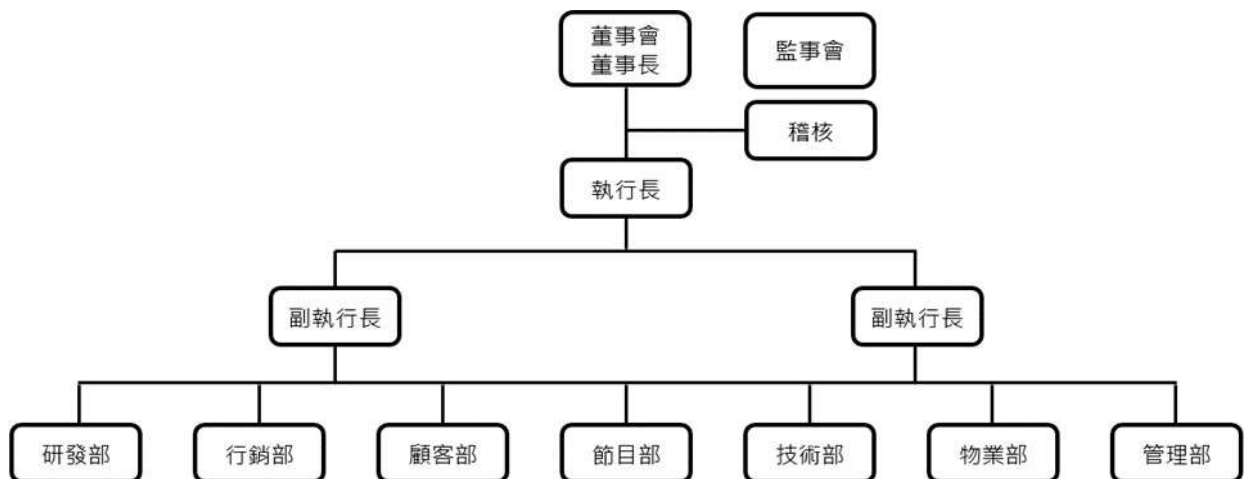 董事會
董事長
監事會
稽核
執行長
副執行長
副執行長
研發部
行銷部
顧客部
節目部
技術部
物業部
管理部